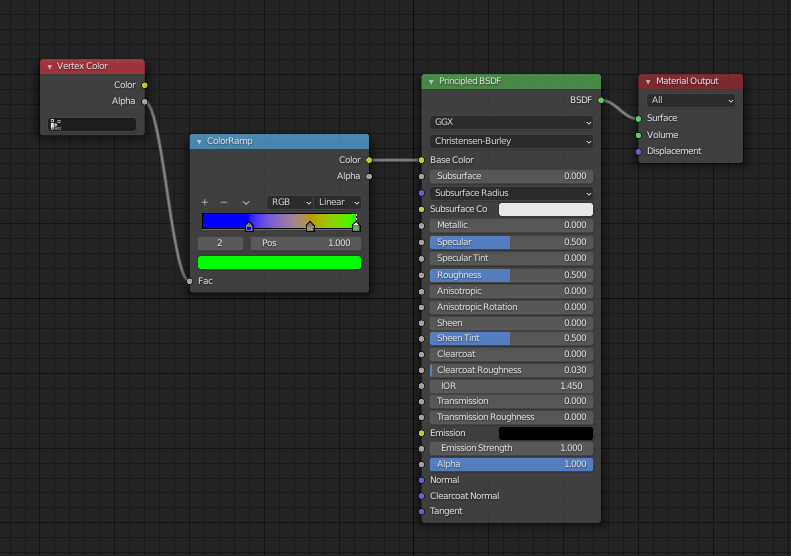 Vertex Color
Color
Alpha
ColorRamp
Color
Alpha
+ − RGB Linear
2 Pos 1.000
Fac
Principled BSDF
BSDF
GGX
Christensen-Burley
Base Color
Subsurface 0.000
Subsurface Radius
Subsurface Co
Metallic 0.000
Specular 0.500
Specular Tint 0.000
Roughness 0.500
Anisotropic 0.000
Anisotropic Rotation 0.000
Sheen 0.000
Sheen Tint 0.500
Clearcoat 0.000
Clearcoat Roughness 0.030
IOR 1.450
Transmission 0.000
Transmission Roughness 0.000
Emission
Emission Strength 1.000
Alpha 1.000
Normal
Clearcoat Normal
Tangent
Material Output
All
Surface
Volume
Displacement